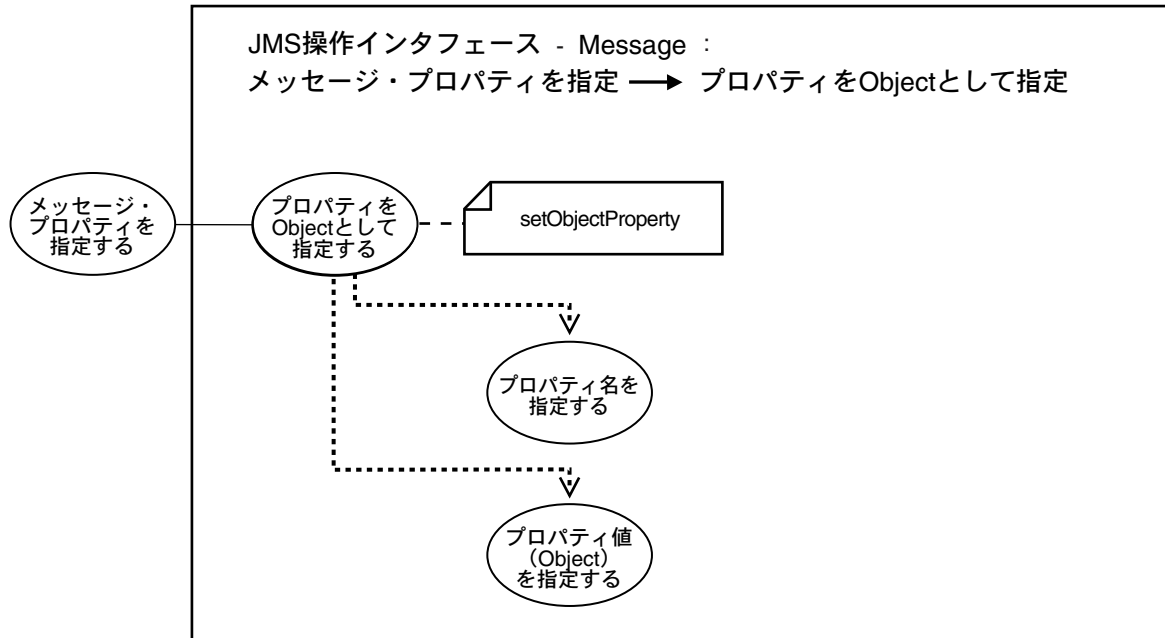 JMS操作インタフェース - Message :
メッセージ・プロパティを指定 → プロパティをObjectとして指定
メッセージ・
プロパティを
指定する
プロパティを
Objectとして
指定する
setObjectProperty
プロパティ名を
指定する
プロパティ値
(Object)
を指定する